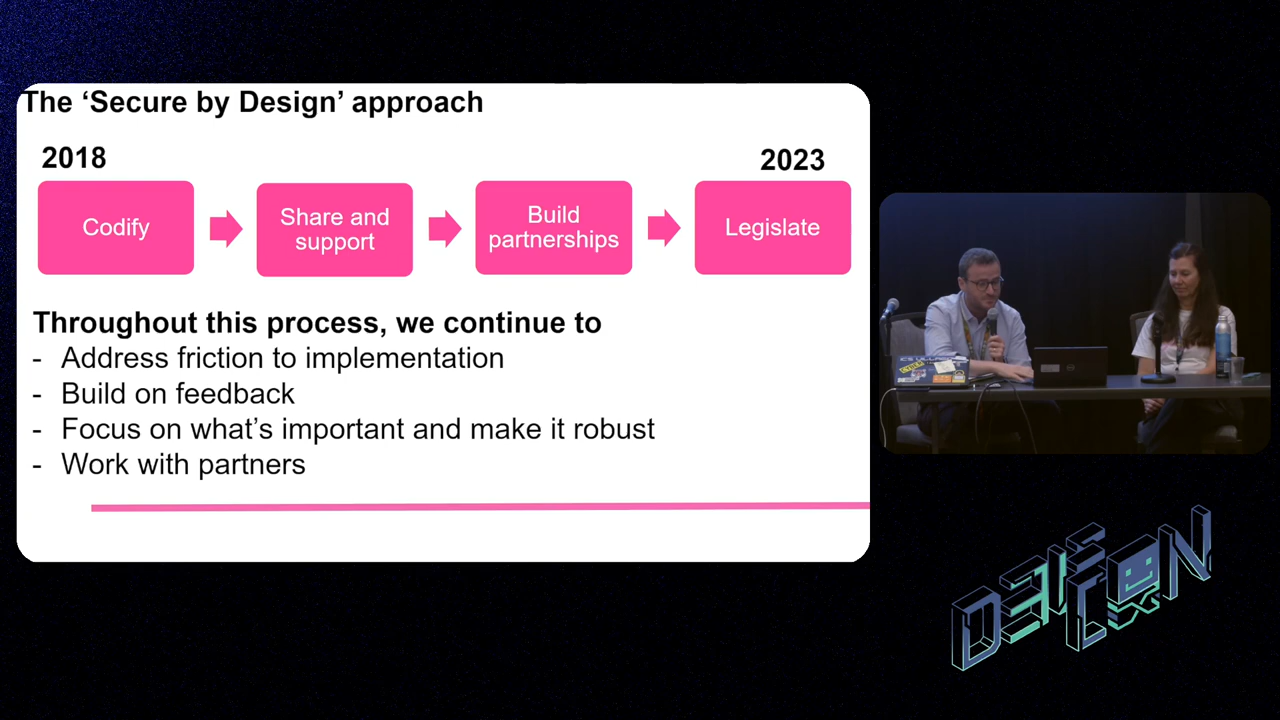 The ‘Secure by Design’ approach
2018
2023
Codify
Share and
support
Build
partnerships
Legislate
Throughout this process, we continue to
- Address friction to implementation
- Build on feedback
- Focus on what’s important and make it robust
- Work with partners
DEF
CON